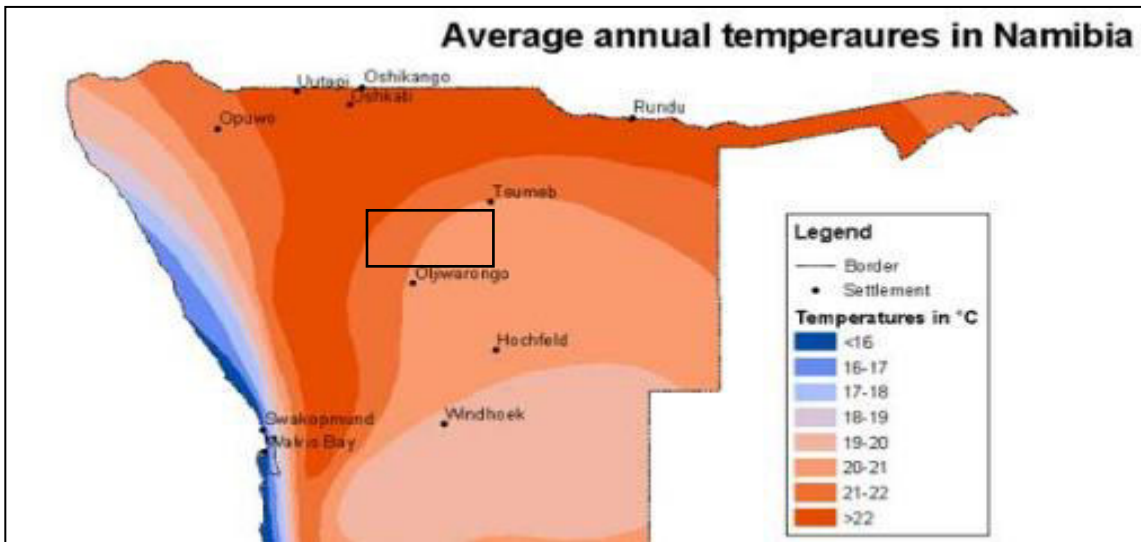 Average annual temperaures in Namibia
Uutapi
Oshikango
Oshikati
Opuwo
Rundu
Tsumeb
Otjiwarongo
Hochfeld
Windhoek
Swakopmund
Walvis Bay
Legend
Border
Settlement
Temperatures in °C
<16
16-17
17-18
18-19
19-20
20-21
21-22
>22